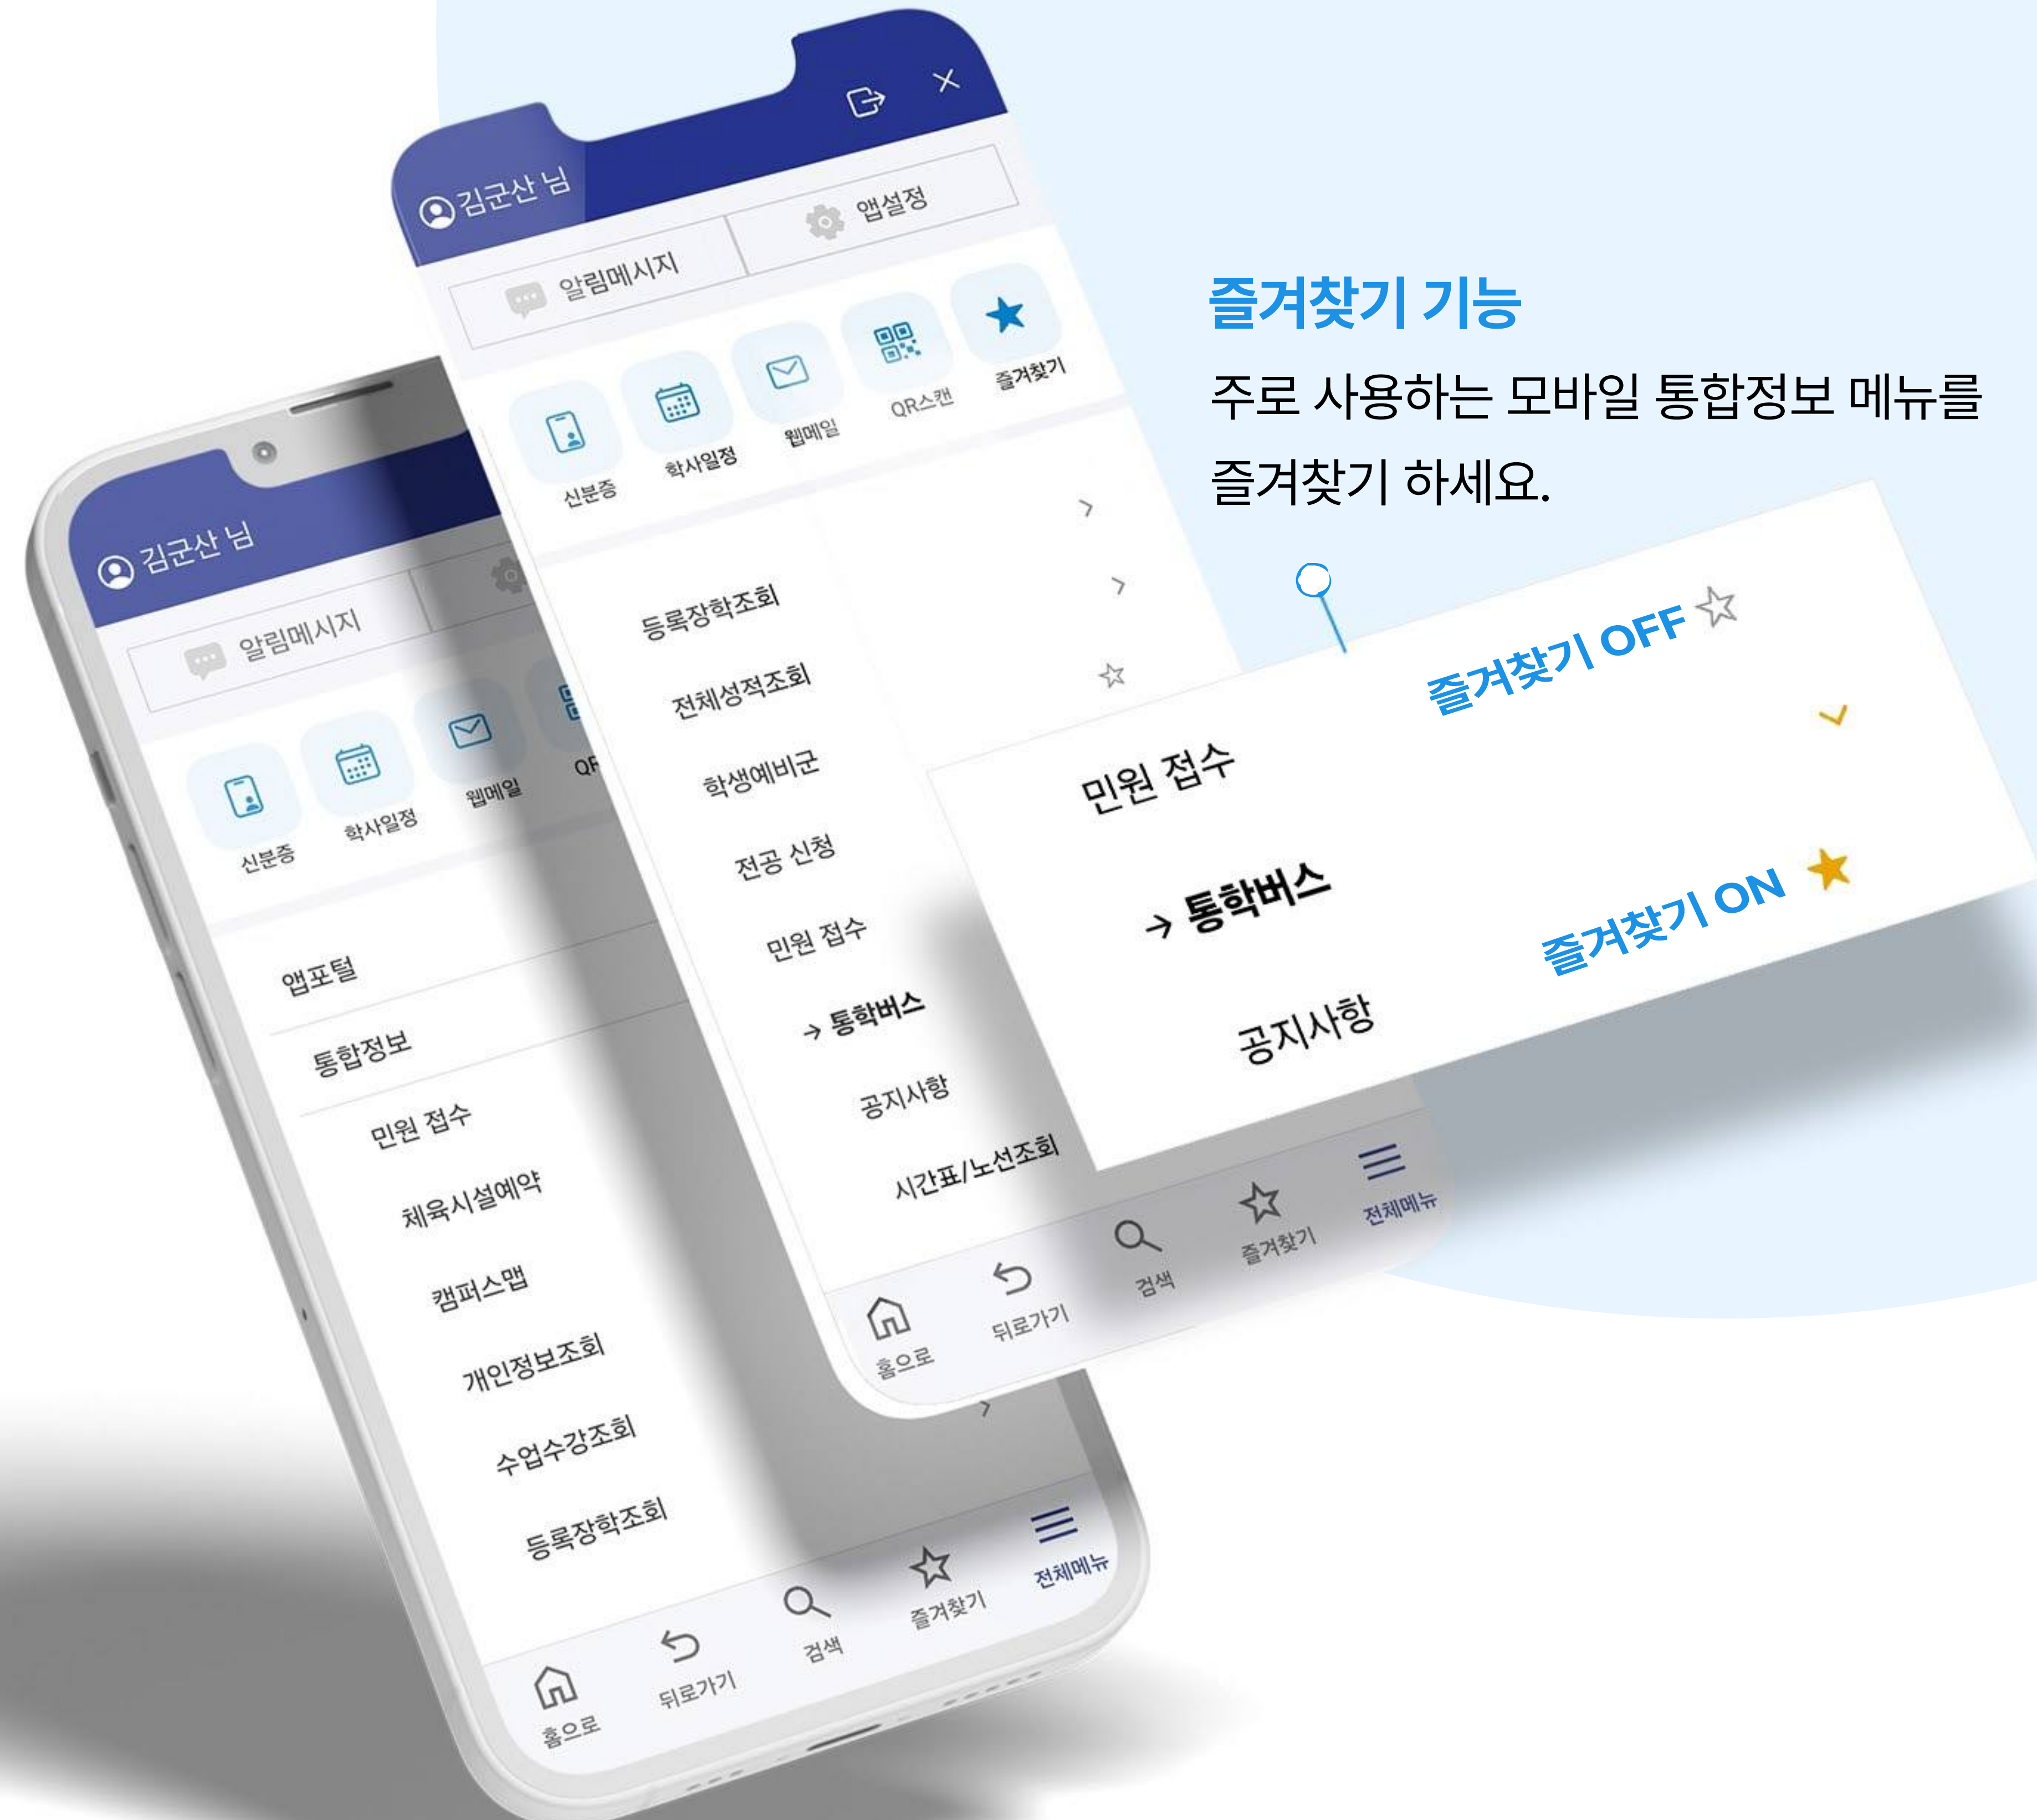 김군산 님
알림메시지
앱설정
신분증
학사일정
웹메일
QR스캔
즐겨찾기
등록장학조회
전체성적조회
학생예비군
전공 신청
민원 접수
→ 통학버스
공지사항
시간표/노선조회
홈으로
뒤로가기
검색
즐겨찾기
전체메뉴
즐겨찾기 기능
주로 사용하는 모바일 통합정보 메뉴를
즐겨찾기 하세요.
민원 접수
즐겨찾기 OFF
→ 통학버스
즐겨찾기 ON
공지사항
김군산 님
알림메시지
신분증
학사일정
웹메일
앱포털
통합정보
민원 접수
체육시설예약
캠퍼스맵
개인정보조회
수업수강조회
등록장학조회
홈으로
뒤로가기
검색
즐겨찾기
전체메뉴